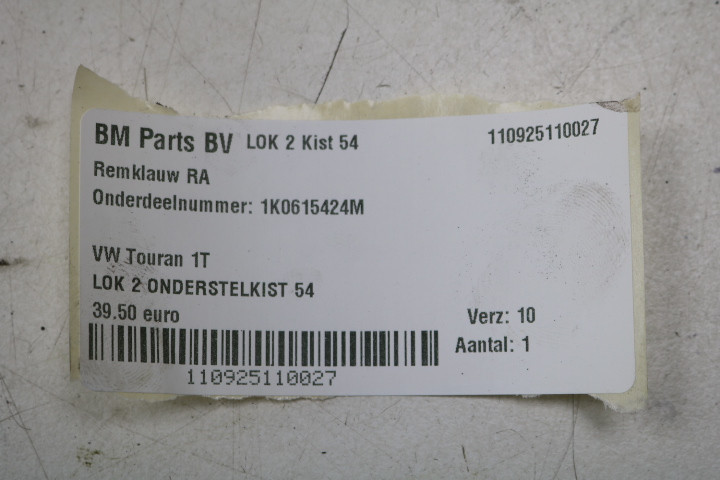 BM Parts BV LOK 2 Kist 54 110925110027
Remklauw RA
Onderdeelnummer: 1K0615424M
VW Touran 1T
LOK 2 ONDERSTELKIST 54
39.50 euro Verz: 10
Aantal: 1
110925110027